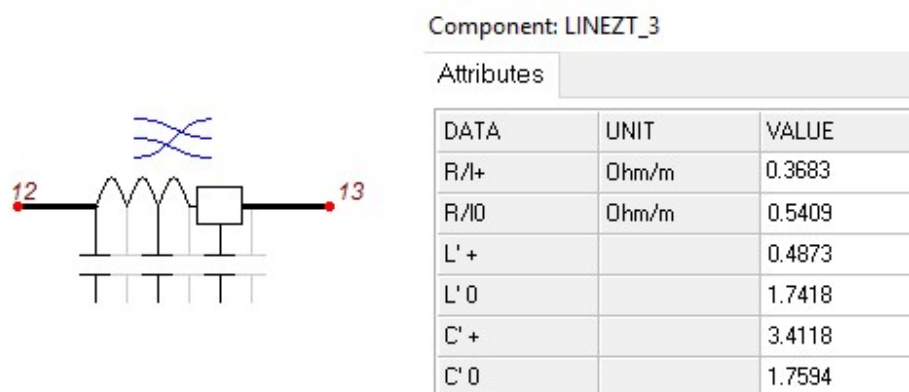 Component: LINEZT_3
Attributes
DATA UNIT VALUE
R/l+ Ohm/m 0.3683
R/l0 Ohm/m 0.5409
L' + 0.4873
L' 0 1.7418
C' + 3.4118
C' 0 1.7594
12
13